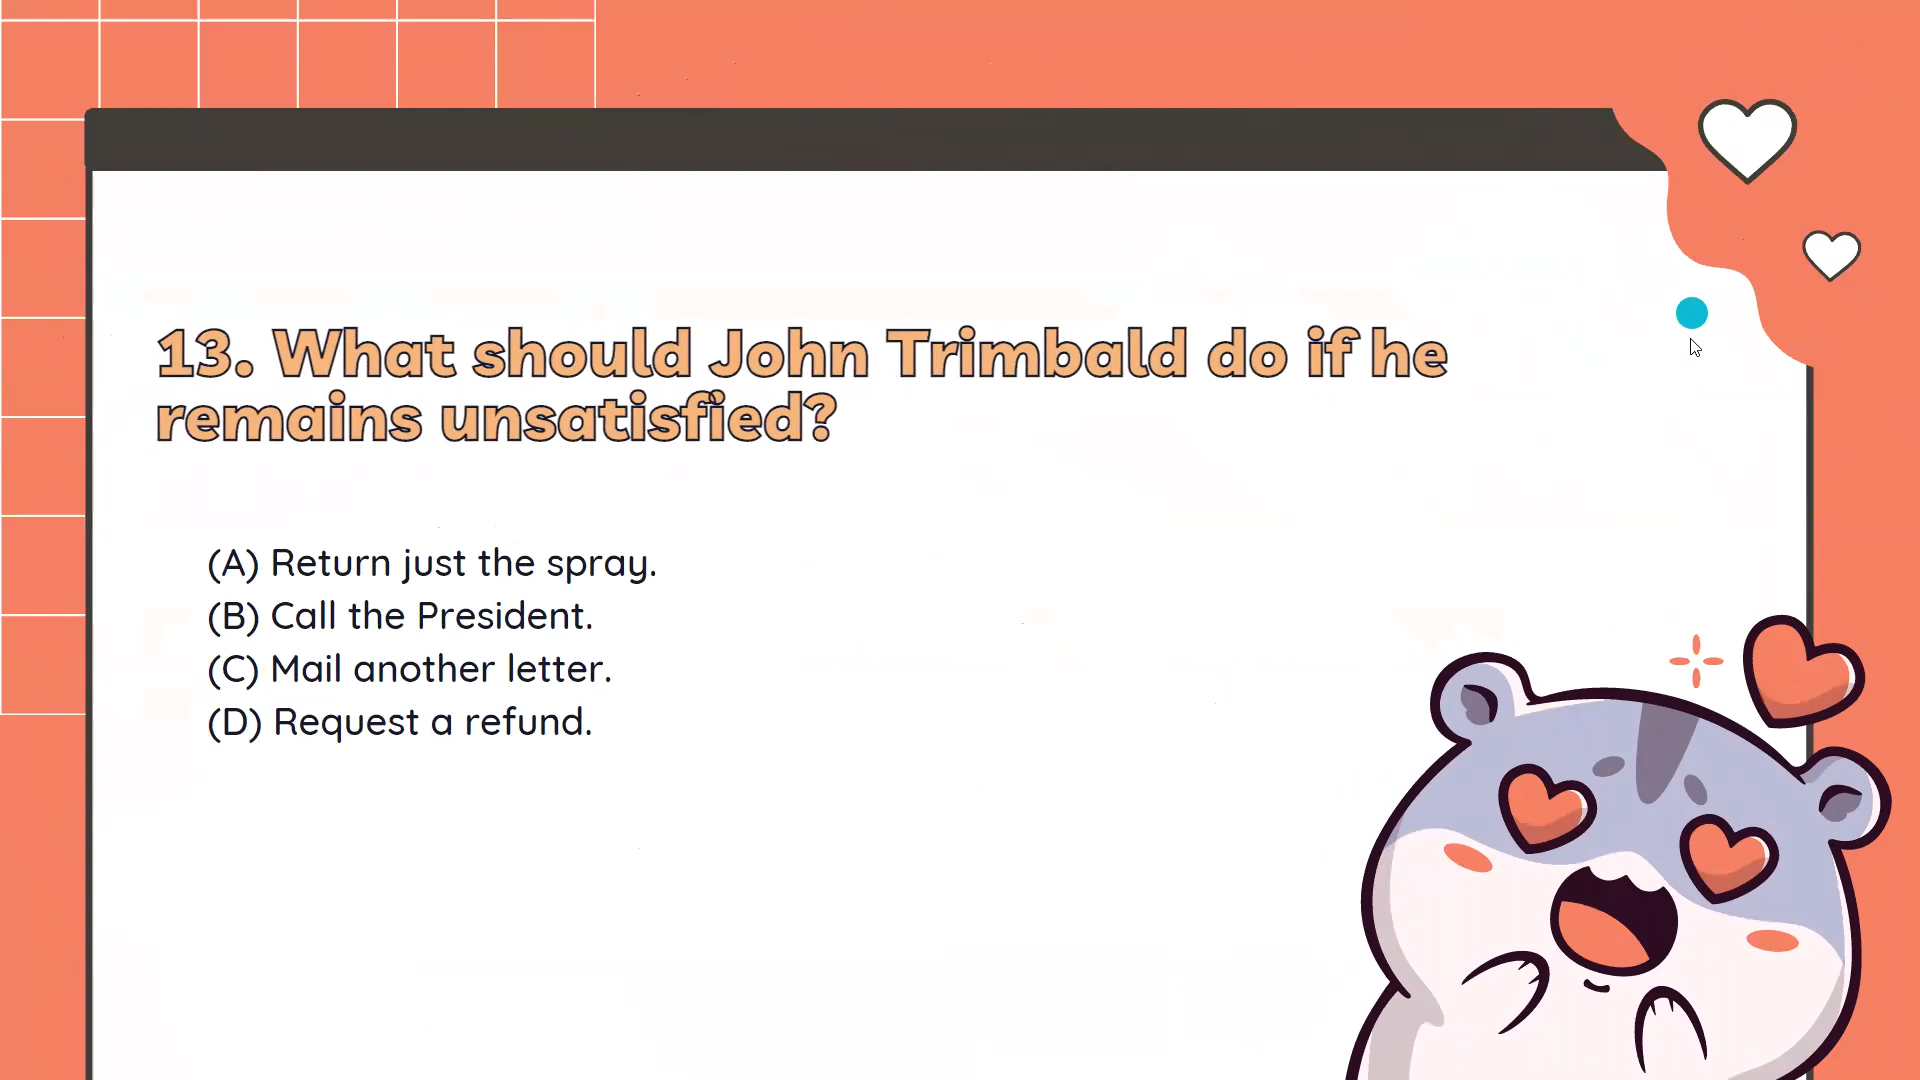 13. What should John Trimbald do if he
remains unsatisfied?
(A) Return just the spray.
(B) Call the President.
(C) Mail another letter.
(D) Request a refund.